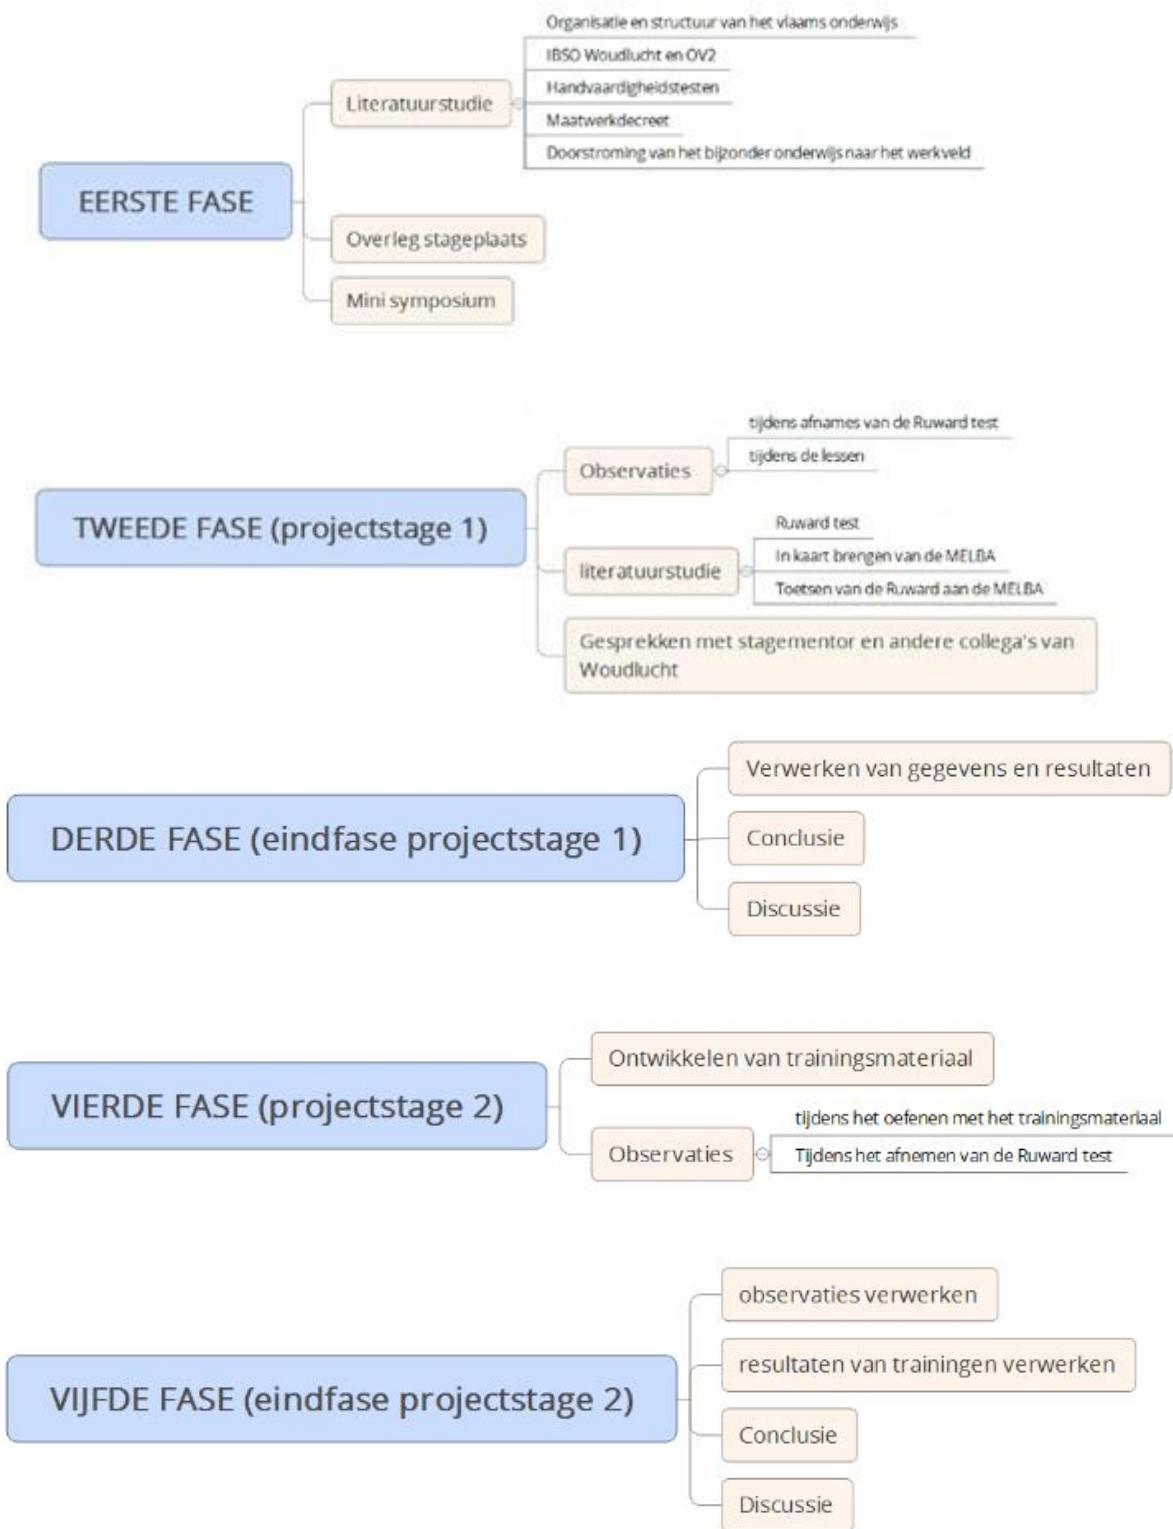 EERSTE FASE
Literatuurstudie
Organisatie en structuur van het vlaams onderwijs
IBSO Woudlucht en OV2
Handvaardigheidstesten
Maatwerkdecreet
Doorstroming van het bijzonder onderwijs naar het werkveld
Overleg stageplaats
Mini symposium
TWEEDE FASE (projectstage 1)
Observaties
tijdens afnames van de Ruward test
tijdens de lessen
literatuurstudie
Ruward test
In kaart brengen van de MELBA
Toetsen van de Ruward aan de MELBA
Gesprekken met stagementor en andere collega's van
Woudlucht
DERDE FASE (eindfase projectstage 1)
Verwerken van gegevens en resultaten
Conclusie
Discussie
VIERDE FASE (projectstage 2)
Ontwikkelen van trainingsmateriaal
Observaties
tijdens het oefenen met het trainingsmateriaal
Tijdens het afnemen van de Ruward test
VIJFDE FASE (eindfase projectstage 2)
observaties verwerken
resultaten van trainingen verwerken
Conclusie
Discussie